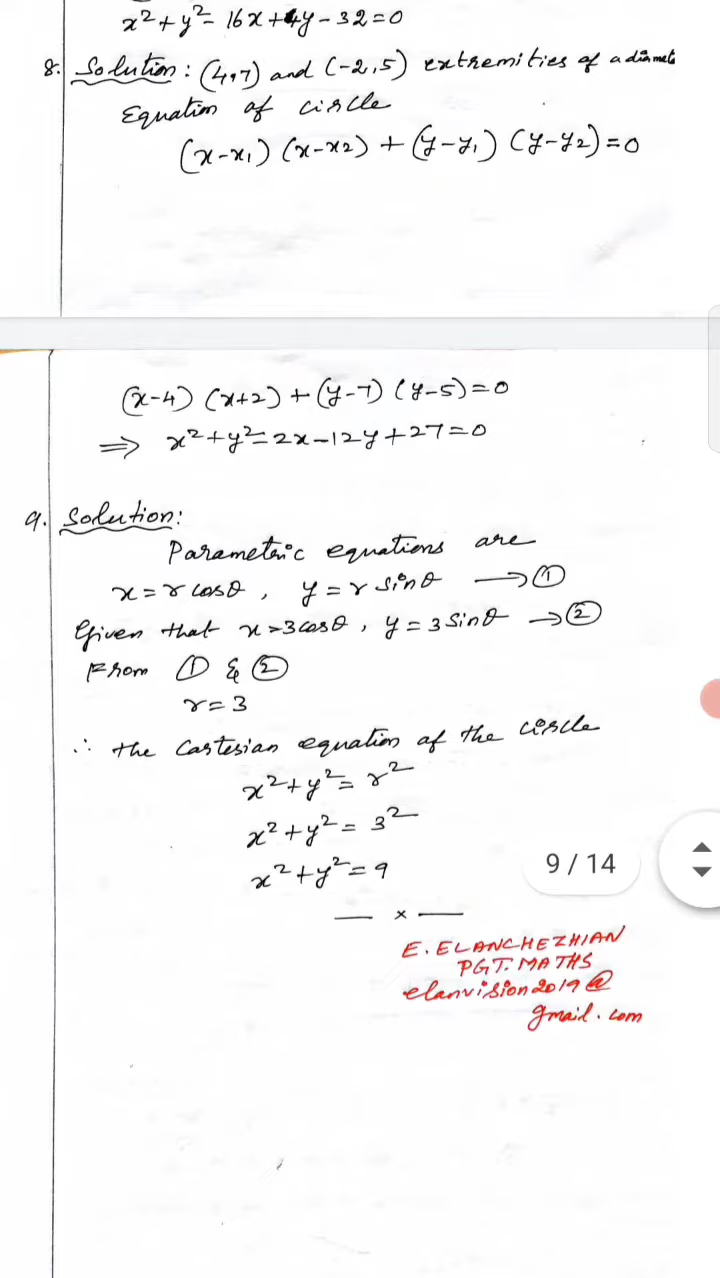 x²+y²-16x+4y-32=0
8. Solution: (4,7) and (-2,5) extremities of a diamete
Equation of circle
(x-x₁) (x-x₂) + (y-y₁) (y-y₂)=0
(x-4) (x+2) + (y-7) (y-5)=0
⟹ x²+y²-2x-12y+27=0
9. Solution:
Parametric equations are
x=r cosθ, y=r sinθ →①
Given that x=3cosθ, y=3sinθ →②
From ① & ②
r=3
∴ the Cartesian equation of the circle
x²+y²=r²
x²+y²=3²
x²+y²=9
9 / 14
— x —
E. ELANCHEZHIAN
PGT. MATHS
elanvision2019@
gmail.com